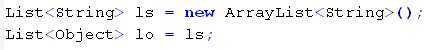 List<String> ls = new ArrayList<String>();
List<Object> lo = ls;